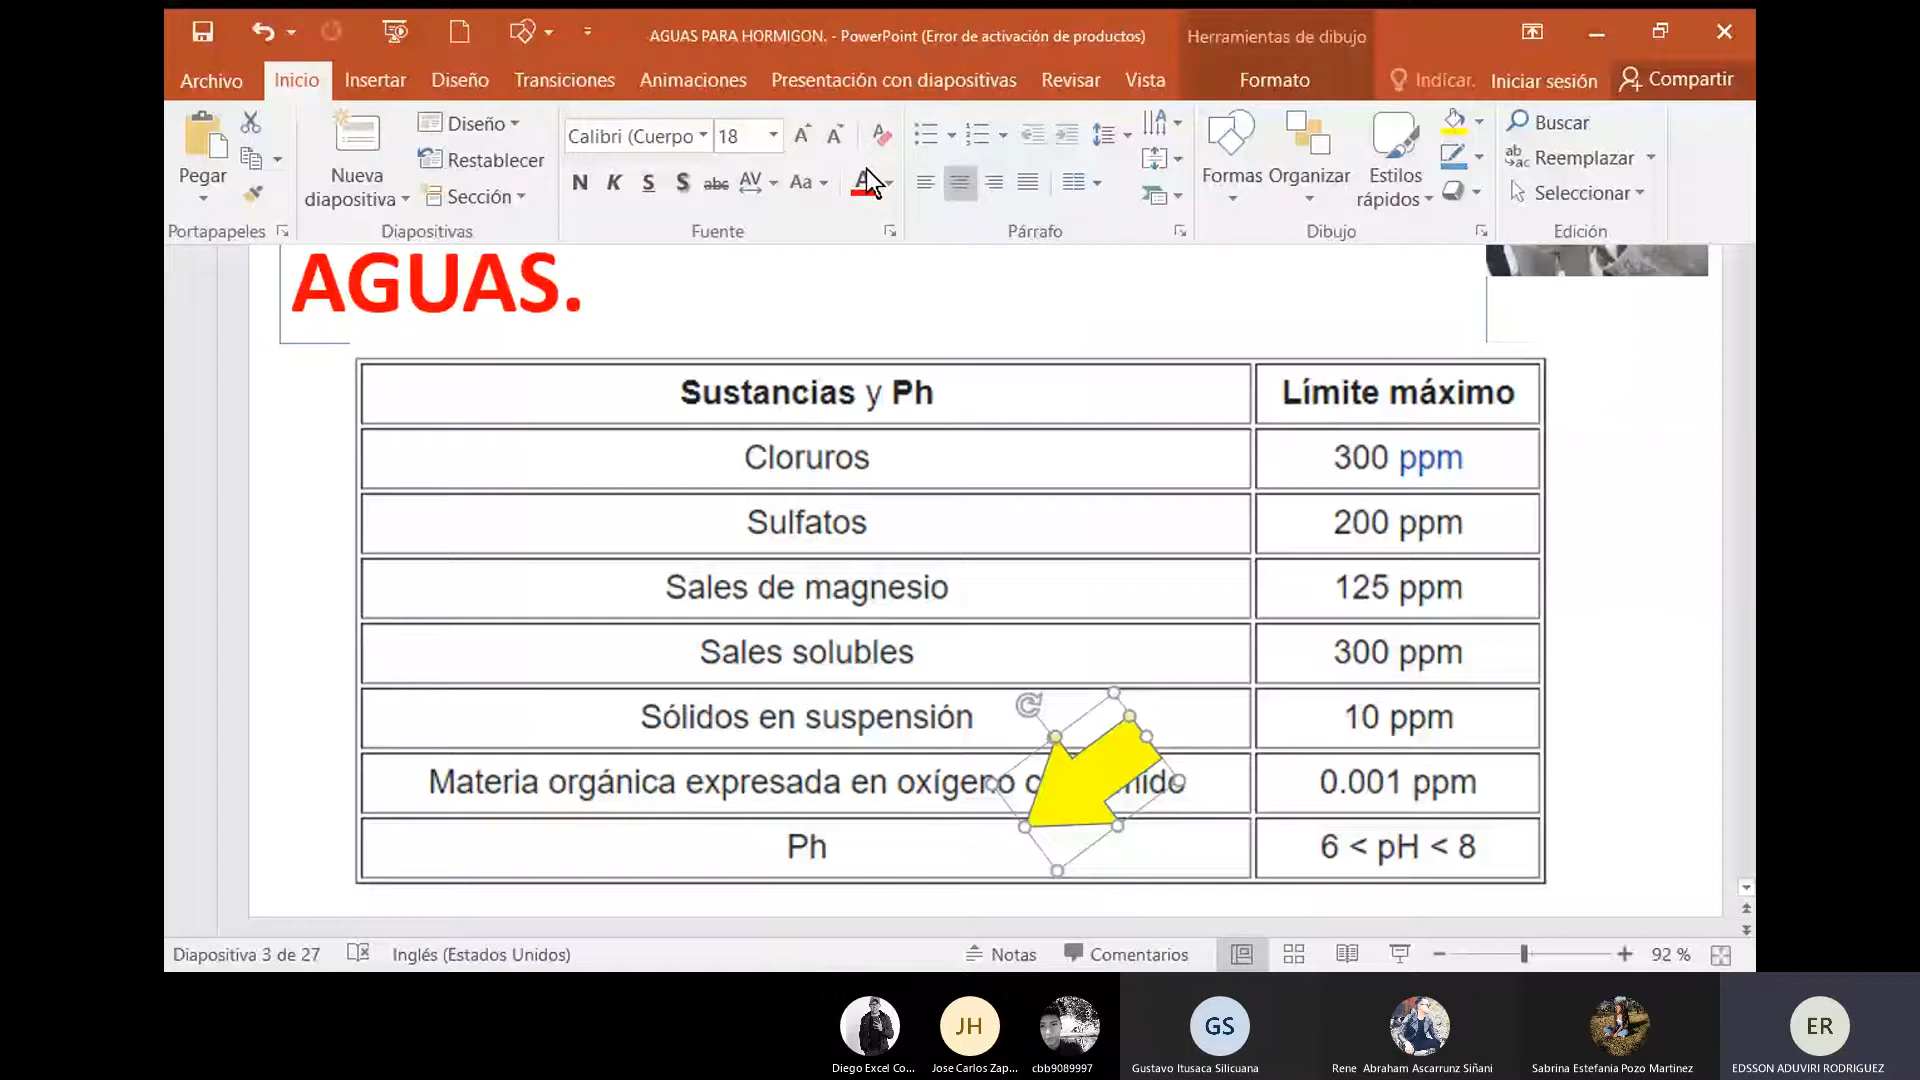 AGUAS PARA HORMIGON. - PowerPoint (Error de activación de productos)
Herramientas de dibujo
Archivo
Inicio
Insertar
Diseño
Transiciones
Animaciones
Presentación con diapositivas
Revisar
Vista
Formato
Indicar.
Iniciar sesión
Compartir
Pegar
Nueva
diapositiva
Diseño
Restablecer
Sección
Calibri (Cuerpo
18
N K S S abc AV Aa A
Formas
Organizar
Estilos
rápidos
Buscar
Reemplazar
Seleccionar
Portapapeles
Diapositivas
Fuente
Párrafo
Dibujo
Edición
AGUAS.
Sustancias y Ph Límite máximo
Cloruros 300 ppm
Sulfatos 200 ppm
Sales de magnesio 125 ppm
Sales solubles 300 ppm
Sólidos en suspensión 10 ppm
Materia orgánica expresada en oxígeno 0.001 ppm
Ph 6 < pH < 8
Diapositiva 3 de 27
Inglés (Estados Unidos)
Notas
Comentarios
92 %
JH
GS
ER
Diego Excel Co...
Jose Carlos Zap...
cbb9089997
Gustavo Itusaca Silicuana
Rene Abraham Ascarrunz Siñani
Sabrina Estefania Pozo Martinez
EDSSON ADUVIRI RODRIGUEZ